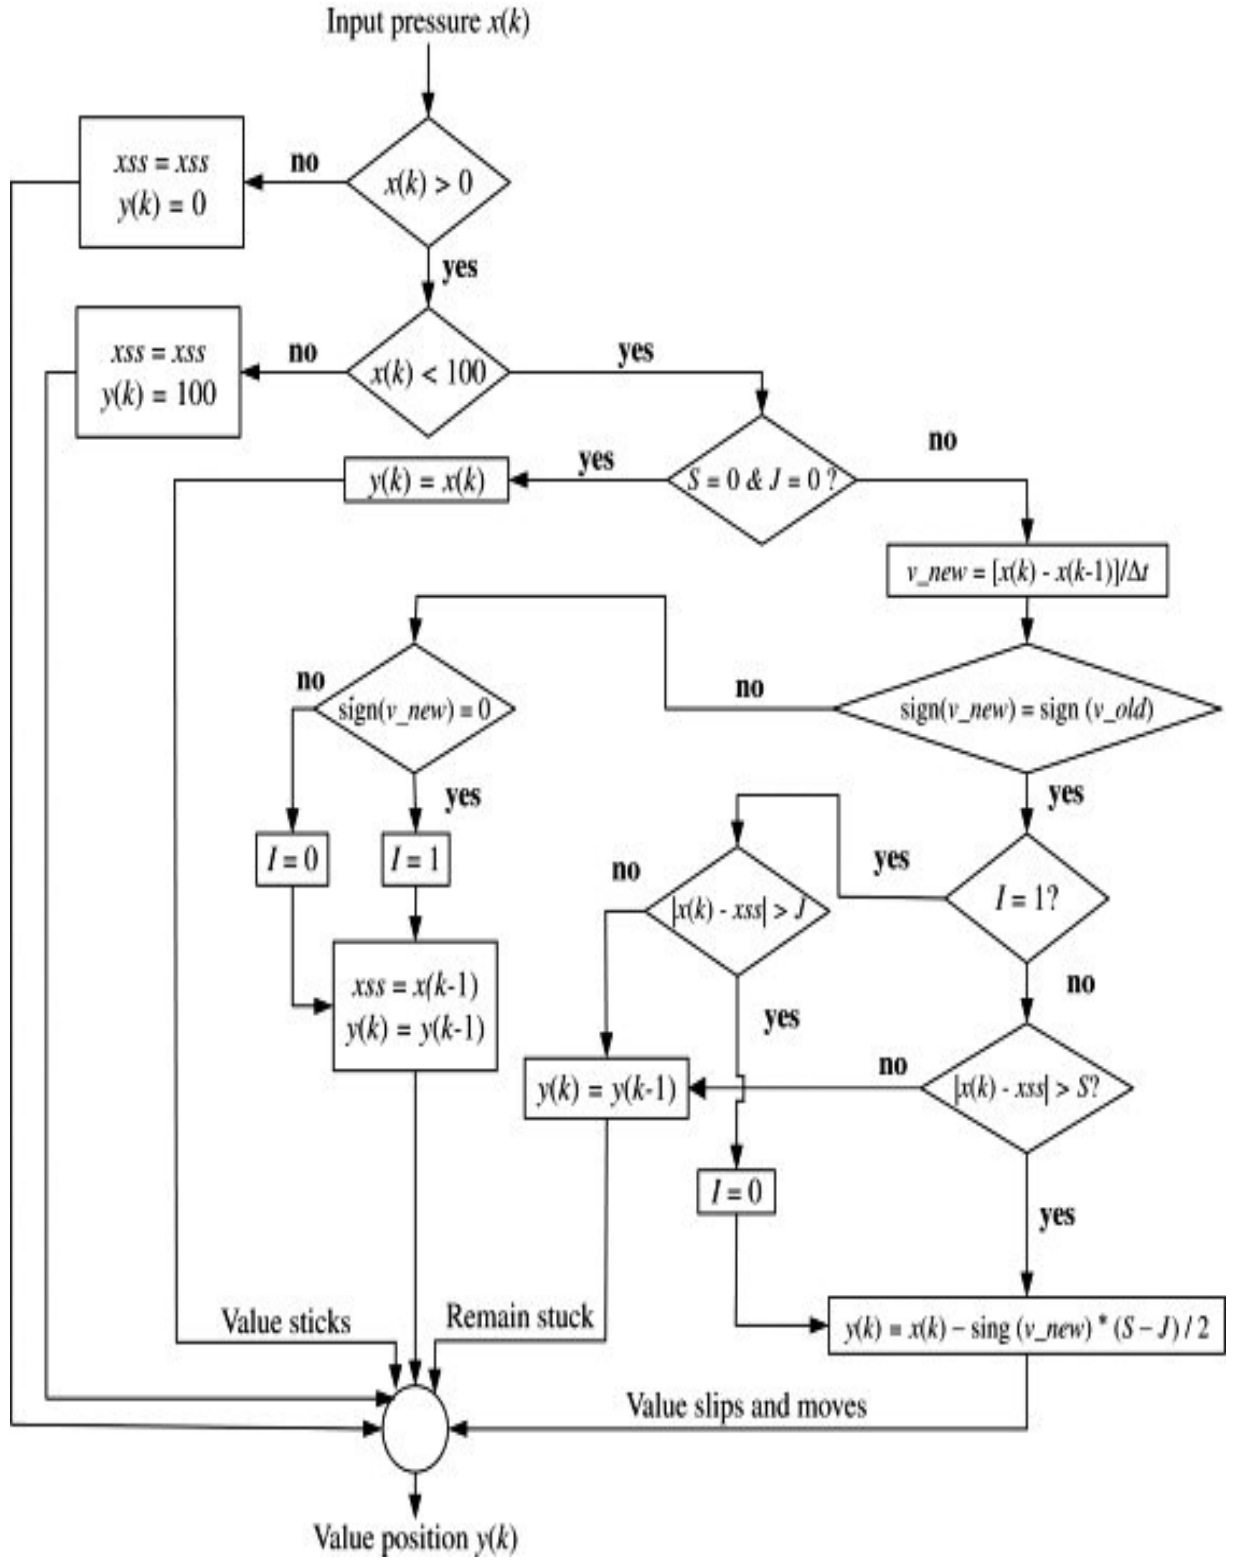 Input pressure x(k)
x(k) > 0
no
xss = xss
y(k) = 0
yes
x(k) < 100
no
xss = xss
y(k) = 100
yes
S = 0 & J = 0 ?
yes
y(k) = x(k)
no
v_new = [x(k) - x(k-1)]/Δt
sign(v_new) = sign (v_old)
no
sign(v_new) = 0
no
yes
I = 0
I = 1
xss = x(k-1)
y(k) = y(k-1)
yes
I = 1?
yes
|x(k) - xss| > J
no
yes
no
|x(k) - xss| > S?
no
y(k) = y(k-1)
I = 0
yes
y(k) = x(k) – sing (v_new) * (S – J) / 2
Value sticks
Remain stuck
Value slips and moves
Value position y(k)